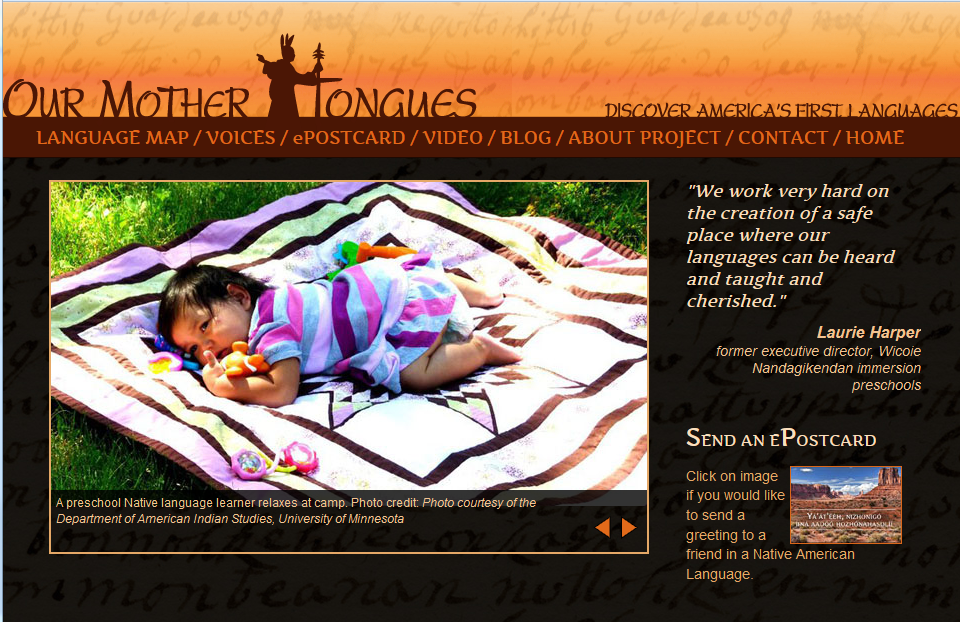 OUR MOTHER TONGUES
DISCOVER AMERICA'S FIRST LANGUAGES
LANGUAGE MAP / VOICES / ePOSTCARD / VIDEO / BLOG / ABOUT PROJECT / CONTACT / HOME
"We work very hard on
the creation of a safe
place where our
languages can be heard
and taught and
cherished."
Laurie Harper
former executive director, Wicoie
Nandagikendan immersion
preschools
A preschool Native language learner relaxes at camp. Photo credit: Photo courtesy of the
Department of American Indian Studies, University of Minnesota
SEND AN ePOSTCARD
Click on image
if you would like
to send a
greeting to a
friend in a Native American
Language.
YA'AT'EEH, NIZHONIGO